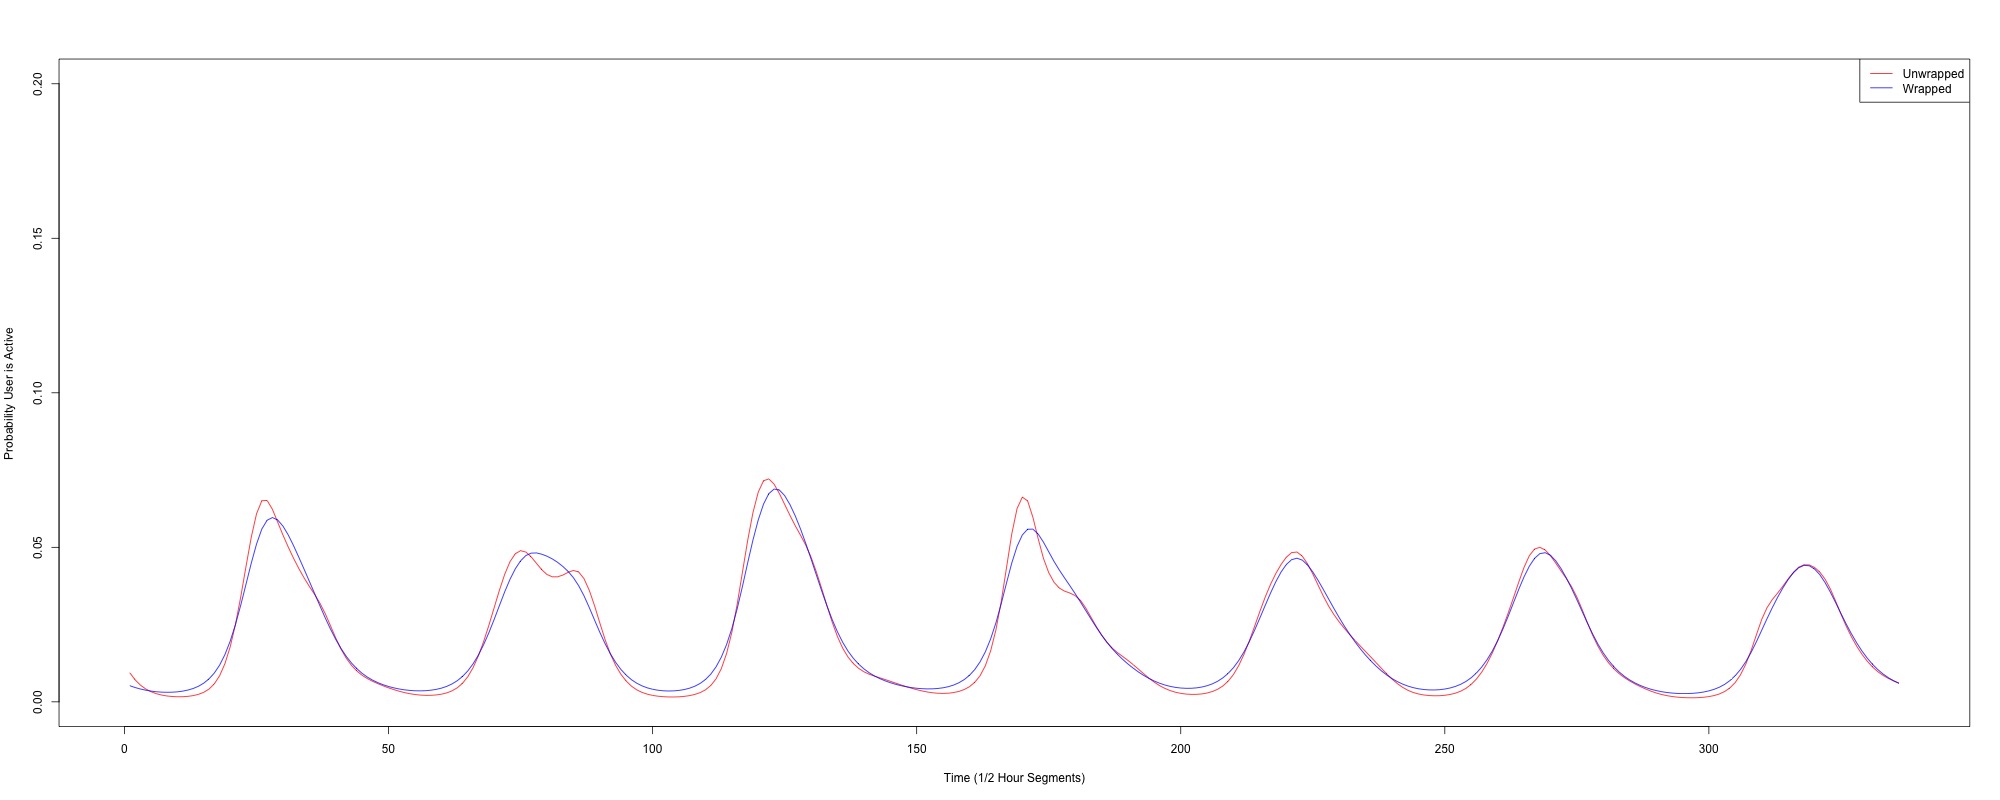 Unwrapped
Wrapped
Probability User is Active
0.20
0.15
0.10
0.05
0.00
0 50 100 150 200 250 300
Time (1/2 Hour Segments)